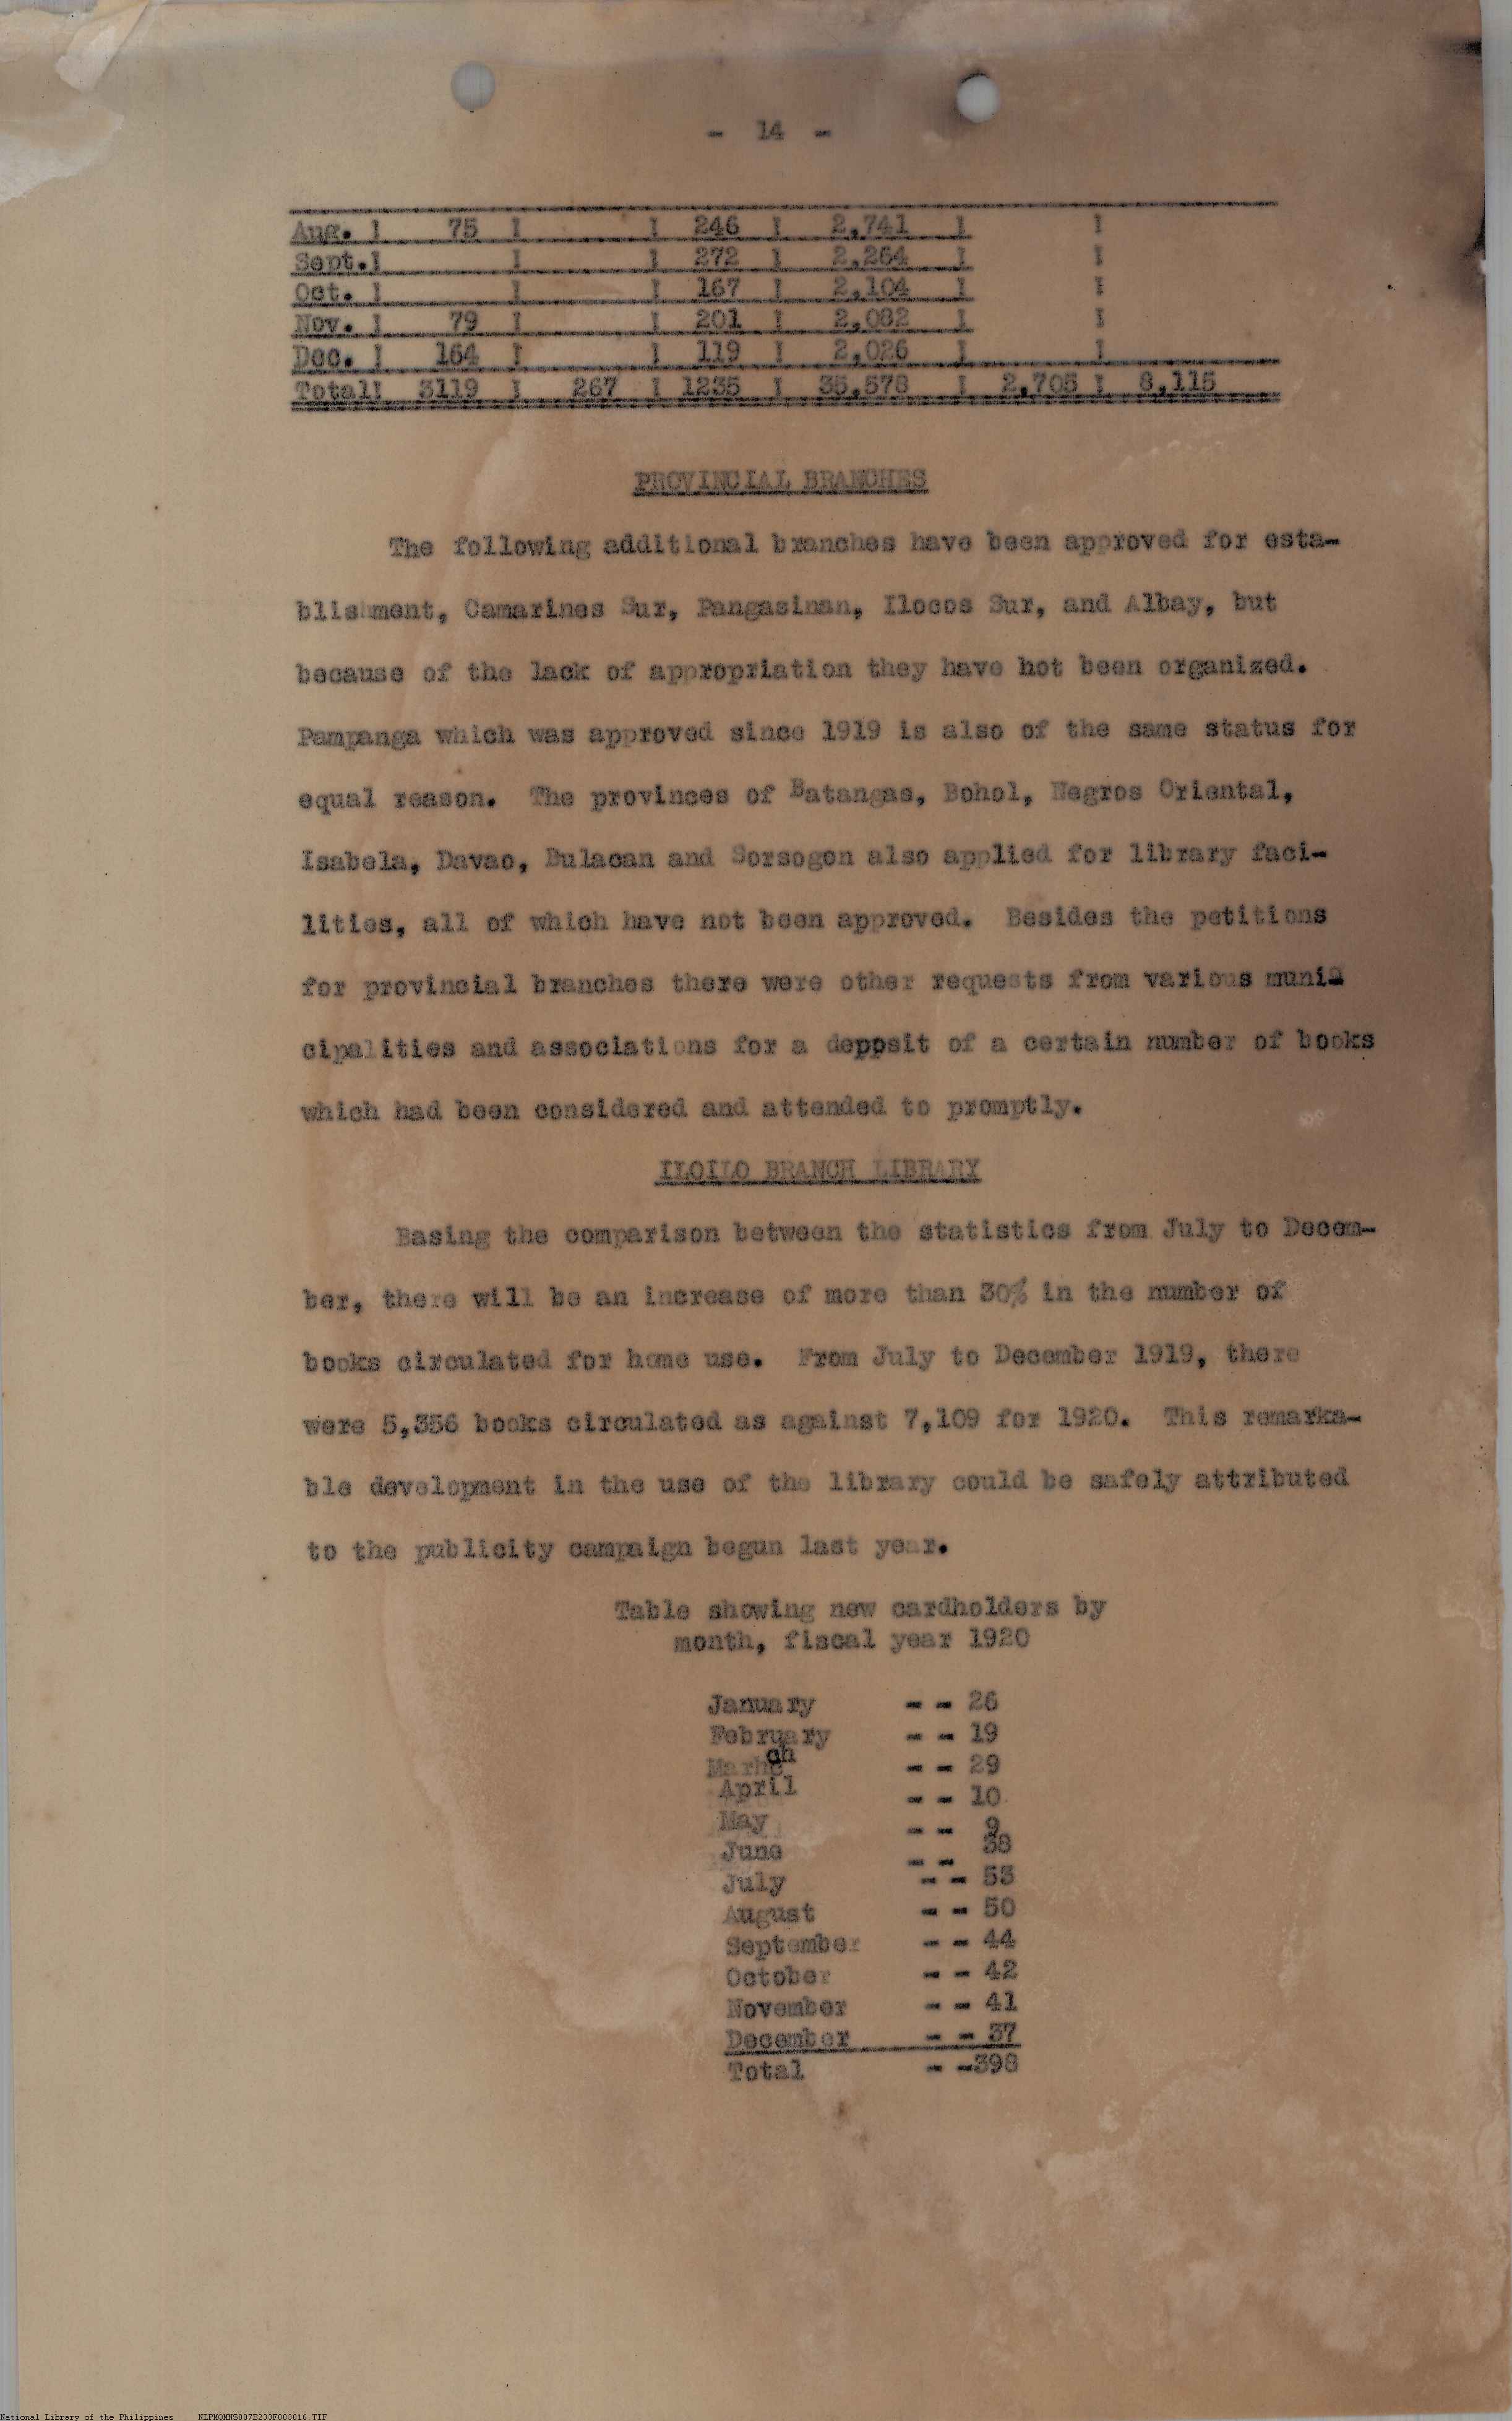 - 14 -
Aug. I 75 I I 246 I 2,741 I I
Sept.I I I 272 I 2,264 I I
Oct. I I I 167 I 2,104 I I
Nov. I 79 I I 201 I 2,082 I I
Dec. I 164 I I 119 I 2,026 I I
TotalI 3119 I 267 I 1235 I 35,578 I 2,705 I 8,115
PROVINCIAL BRANCHES
The following additional branches have been approved for esta-
blishment, Camarines Sur, Pangasinan, Ilocos Sur, and Albay, but
because of the lack of appropriation they have hot been organized.
Pampanga which was approved since 1919 is also of the same status for
equal reason. The provinces of Batangas, Bohol, Negros Oriental,
Isabela, Davao, Bulacan and Sorsogon also applied for library faci-
lities, all of which have not been approved. Besides the petitions
for provincial branches there were other requests from various muni-
cipalities and associations for a deppsit of a certain number of books
which had been considered and attended to promptly.
ILOILO BRANCH LIBRARY
Basing the comparison between the statistics from July to Decem-
ber, there will be an increase of more than 30% in the number of
books circulated for home use. From July to December 1919, there
were 5,356 books circulated as against 7,109 for 1920. This remarka-
ble development in the use of the library could be safely attributed
to the publicity campaign begun last year.
Table showing new cardholders by
month, fiscal year 1920
January - - 26
February - - 19
March - - 29
April - - 10
May - - 9
June - - 38
July - - 53
August - - 50
September - - 44
October - - 42
November - - 41
December - - 37
Total - -398
National Library of the Philippines NLPMQMNS007B233F003016.TIF